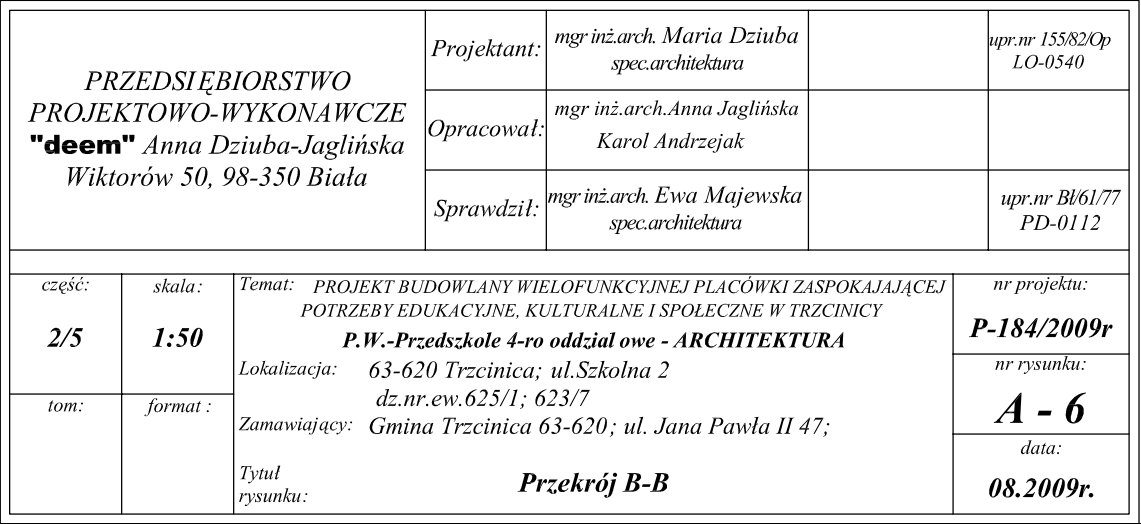 PRZEDSIĘBIORSTWO
PROJEKTOWO-WYKONAWCZE
"deem" Anna Dziuba-Jaglińska
Wiktorów 50, 98-350 Biała
Projektant:
mgr inż.arch. Maria Dziuba
spec.architektura
upr.nr 155/82/Op
LO-0540
Opracował:
mgr inż.arch.Anna Jaglińska
Karol Andrzejak
Sprawdził:
mgr inż.arch. Ewa Majewska
spec.architektura
upr.nr Bł/61/77
PD-0112
część:
2/5
skala:
1:50
tom:
format :
Temat: PROJEKT BUDOWLANY WIELOFUNKCYJNEJ PLACÓWKI ZASPOKAJAJĄCEJ
POTRZEBY EDUKACYJNE, KULTURALNE I SPOŁECZNE W TRZCINICY
P.W.-Przedszkole 4-ro oddział owe - ARCHITEKTURA
Lokalizacja: 63-620 Trzcinica; ul.Szkolna 2
dz.nr.ew.625/1; 623/7
Zamawiający: Gmina Trzcinica 63-620; ul. Jana Pawła II 47;
Tytuł
rysunku:
Przekrój B-B
nr projektu:
P-184/2009r
nr rysunku:
A - 6
data:
08.2009r.